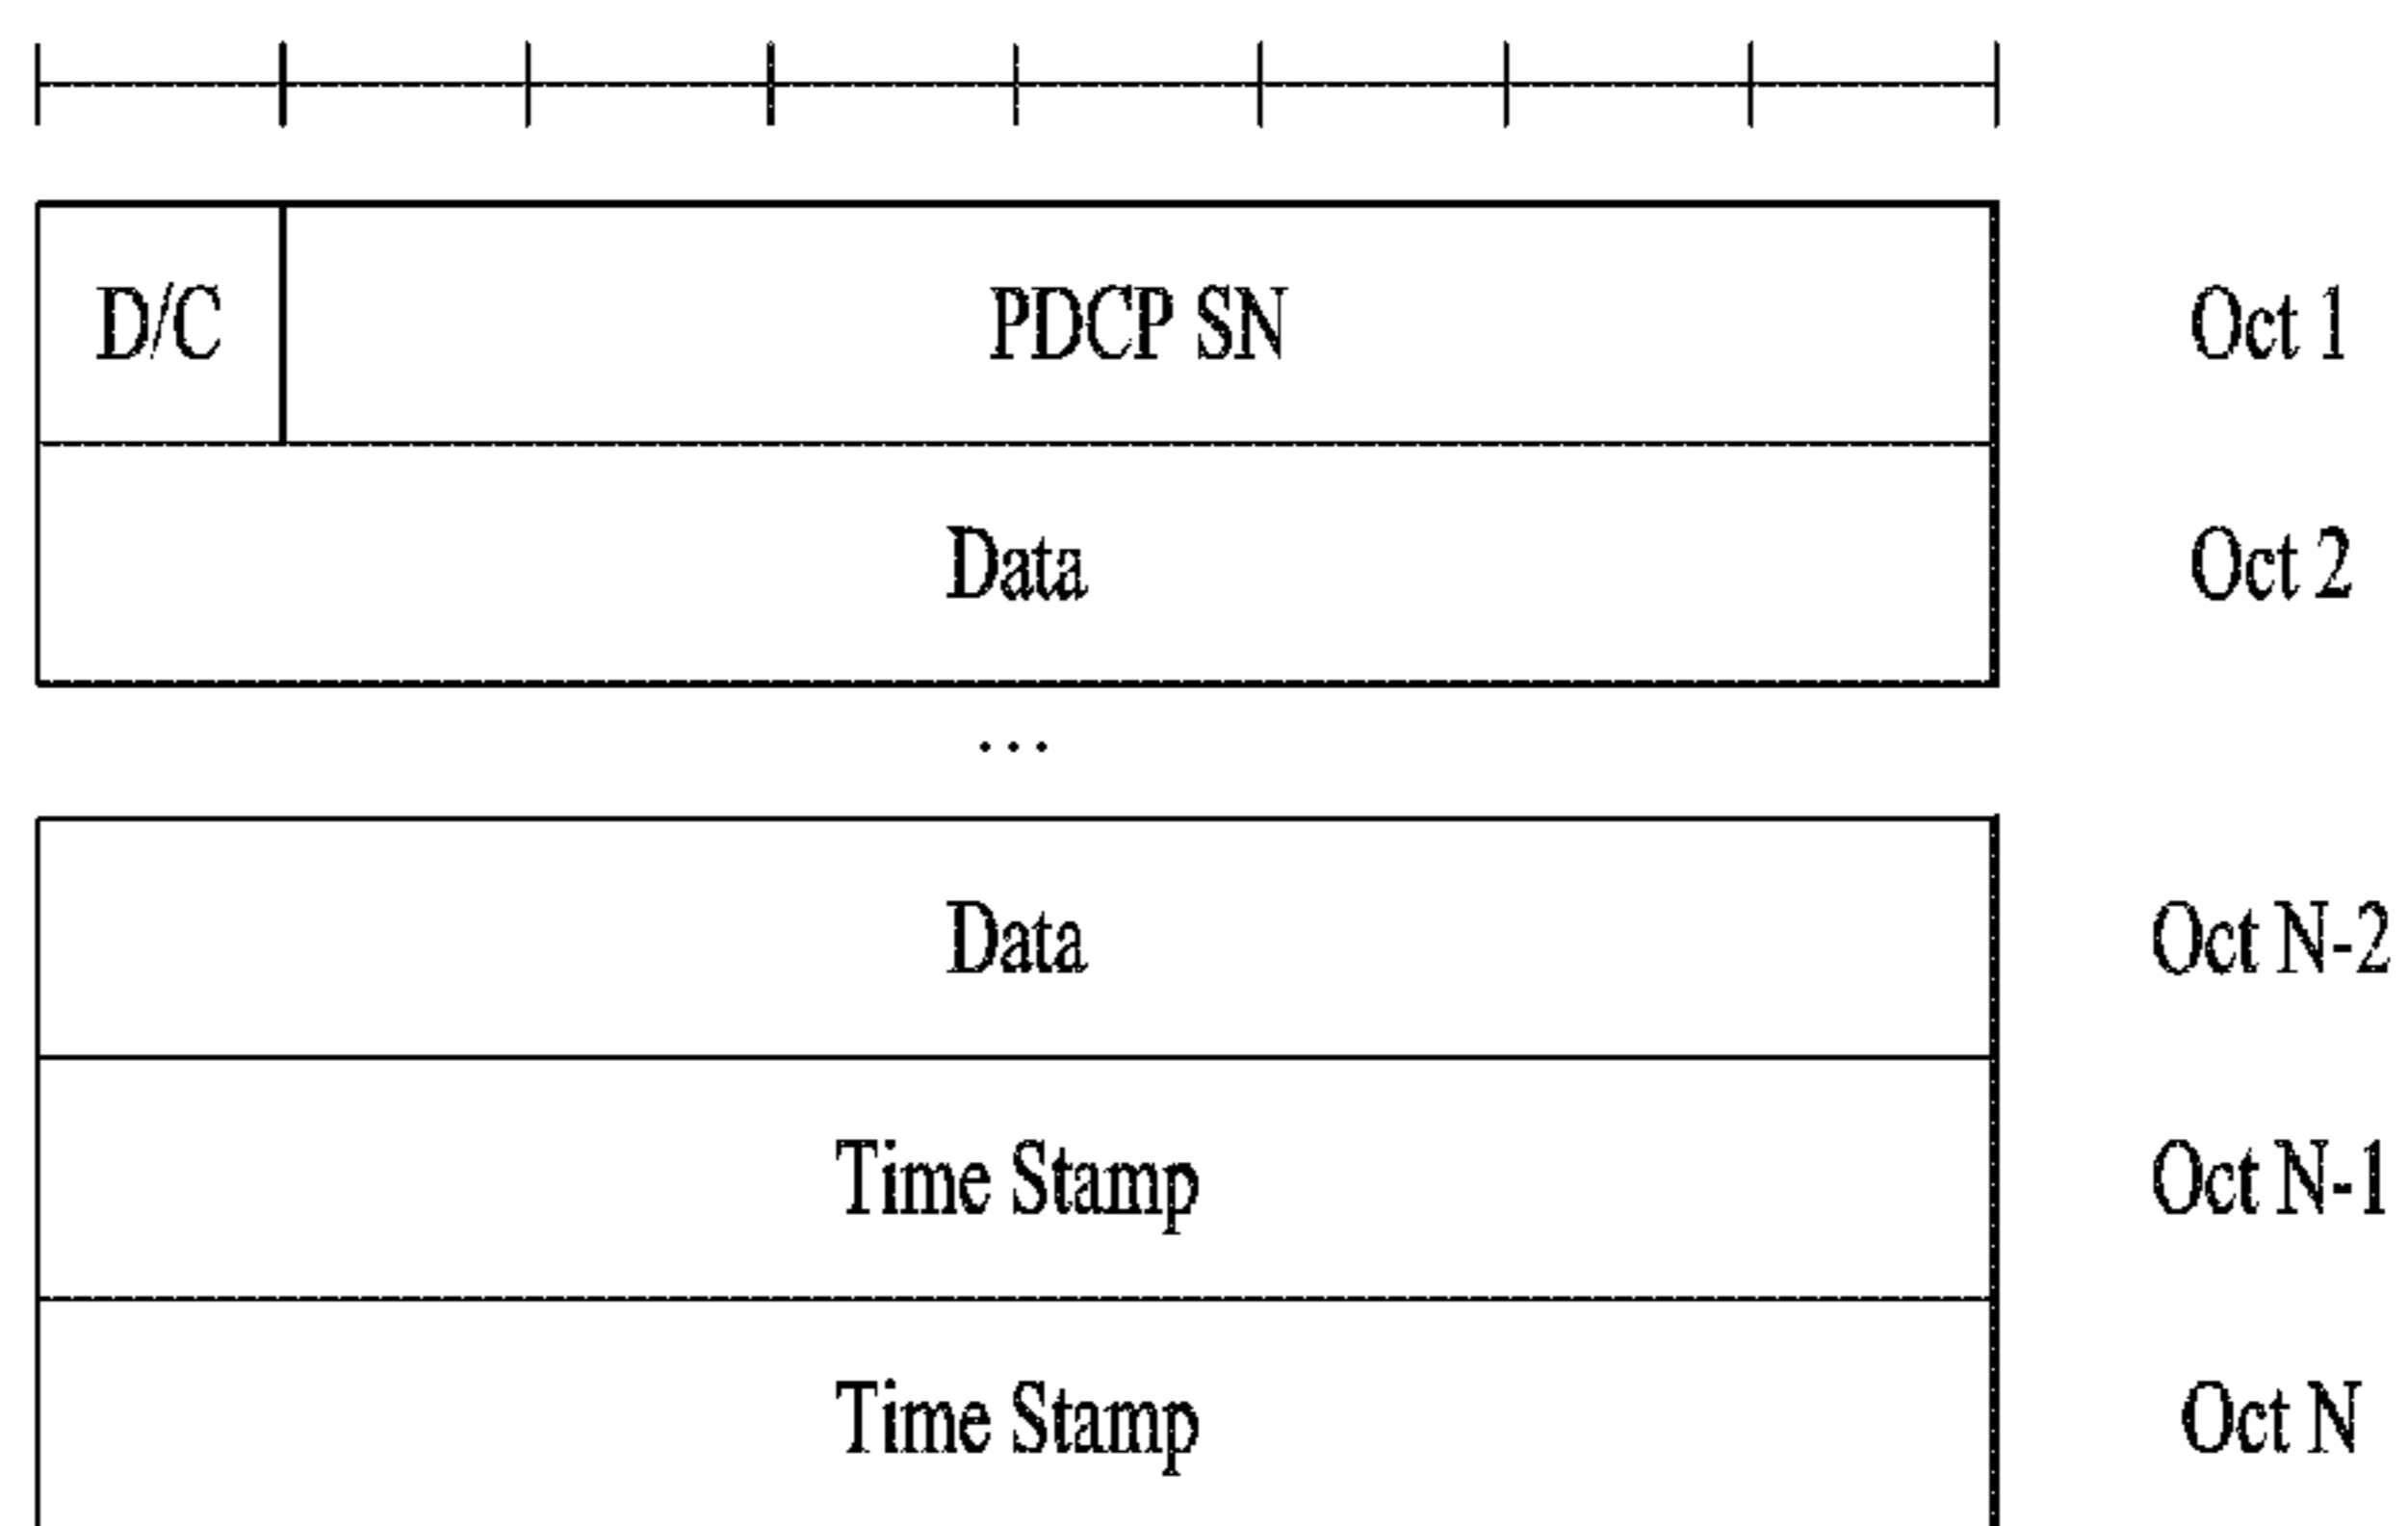 D/C PDCP SN Oct 1
Data Oct 2
...
Data Oct N-2
Time Stamp Oct N-1
Time Stamp Oct N